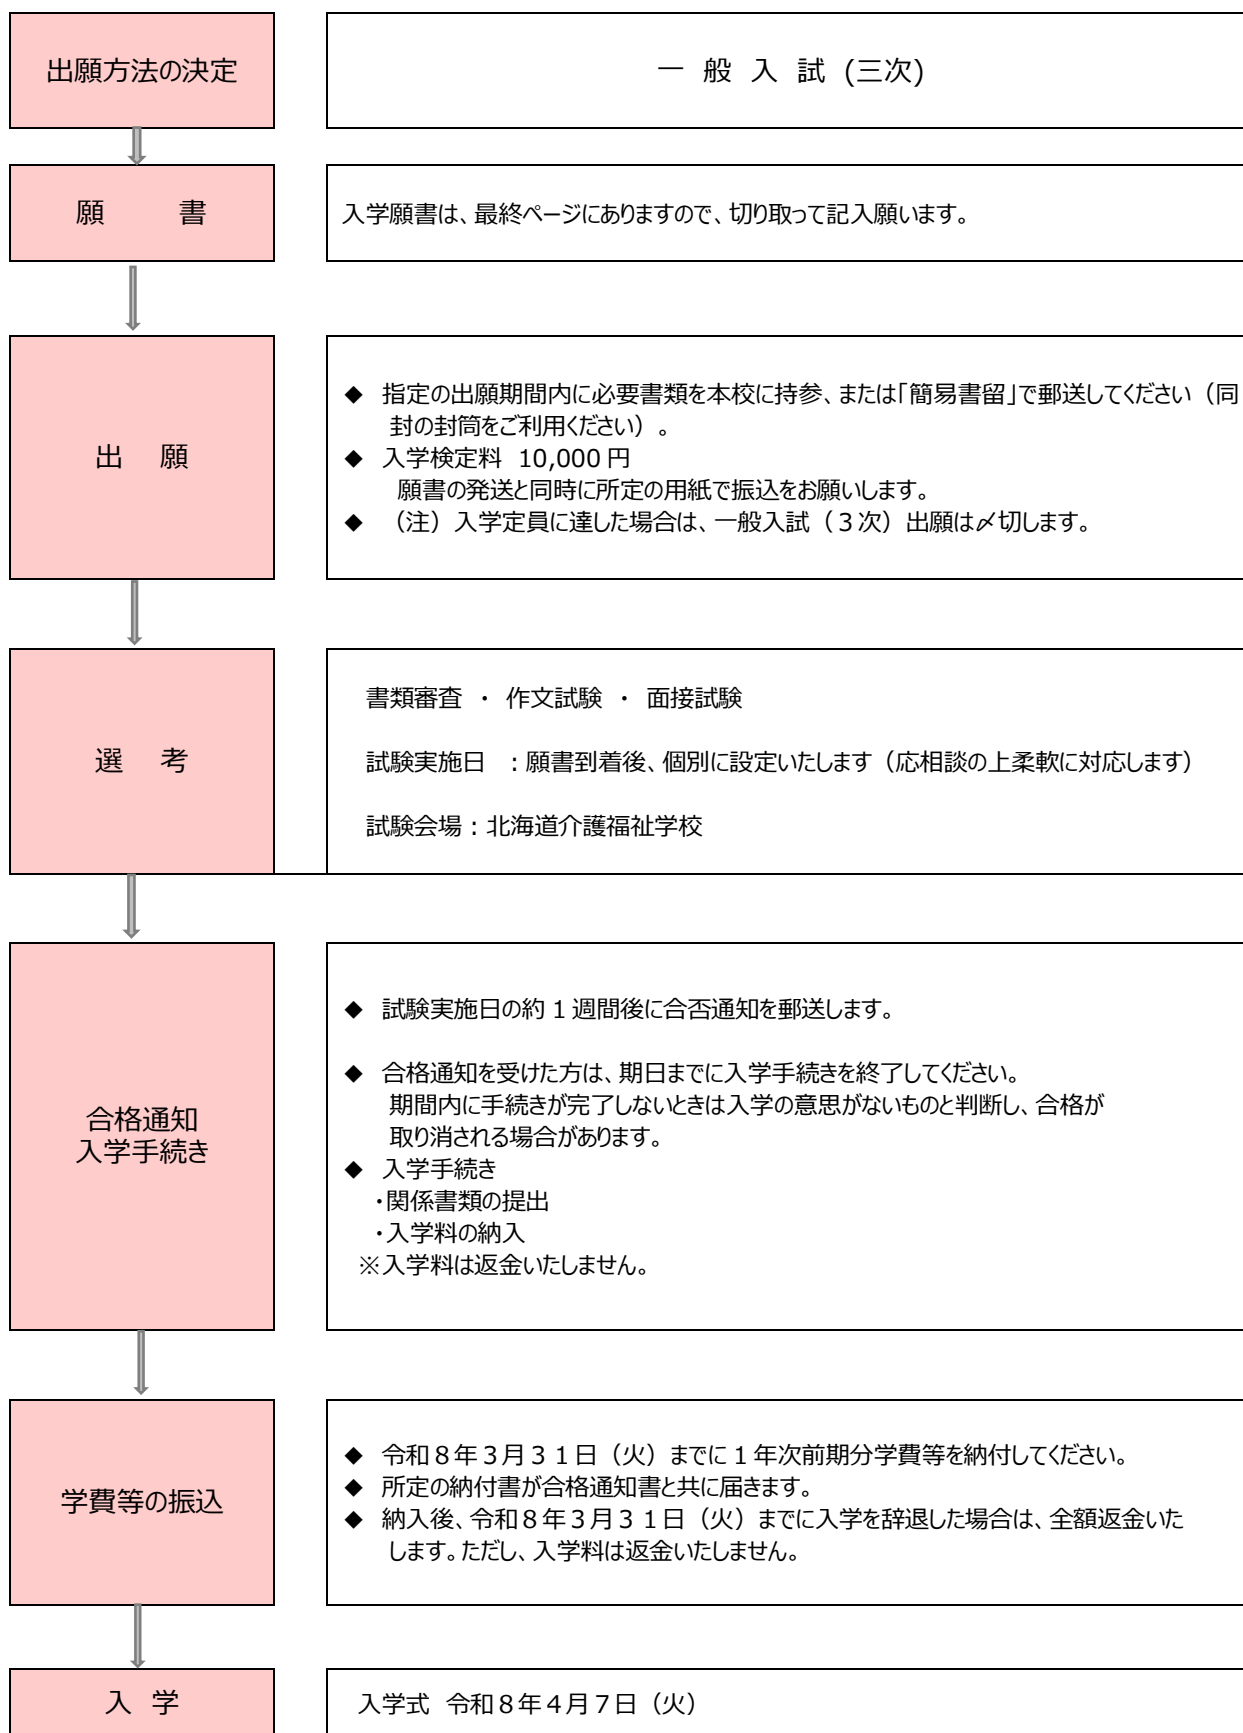 出願方法の決定
一 般 入 試 (三次)
願 書
入学願書は、最終ページにありますので、切り取って記入願います。
出 願
◆ 指定の出願期間内に必要書類を本校に持参、または「簡易書留」で郵送してください（同
封の封筒をご利用ください）。
◆ 入学検定料 10,000 円
願書の発送と同時に所定の用紙で振込をお願いします。
◆ （注）入学定員に達した場合は、一般入試（３次）出願は〆切します。
選 考
書類審査 ・ 作文試験 ・ 面接試験
試験実施日 ：願書到着後、個別に設定いたします（応相談の上柔軟に対応します）
試験会場：北海道介護福祉学校
合格通知
入学手続き
◆ 試験実施日の約 1 週間後に合否通知を郵送します。
◆ 合格通知を受けた方は、期日までに入学手続きを終了してください。
期間内に手続きが完了しないときは入学の意思がないものと判断し、合格が
取り消される場合があります。
◆ 入学手続き
・関係書類の提出
・入学料の納入
※入学料は返金いたしません。
学費等の振込
◆ 令和８年３月３１日（火）までに 1 年次前期分学費等を納付してください。
◆ 所定の納付書が合格通知書と共に届きます。
◆ 納入後、令和８年３月３１日（火）までに入学を辞退した場合は、全額返金いた
します。ただし、入学料は返金いたしません。
入 学
入学式 令和８年４月７日（火）